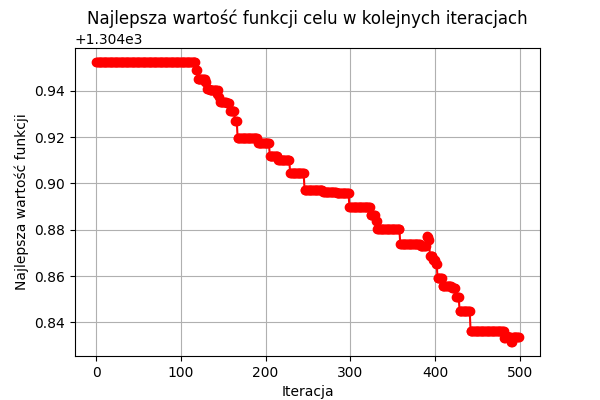 Najlepsza wartość funkcji celu w kolejnych iteracjach
+1.304e3
0.94
0.92
0.90
0.88
0.86
0.84
Najlepsza wartość funkcji
0 100 200 300 400 500
Iteracja